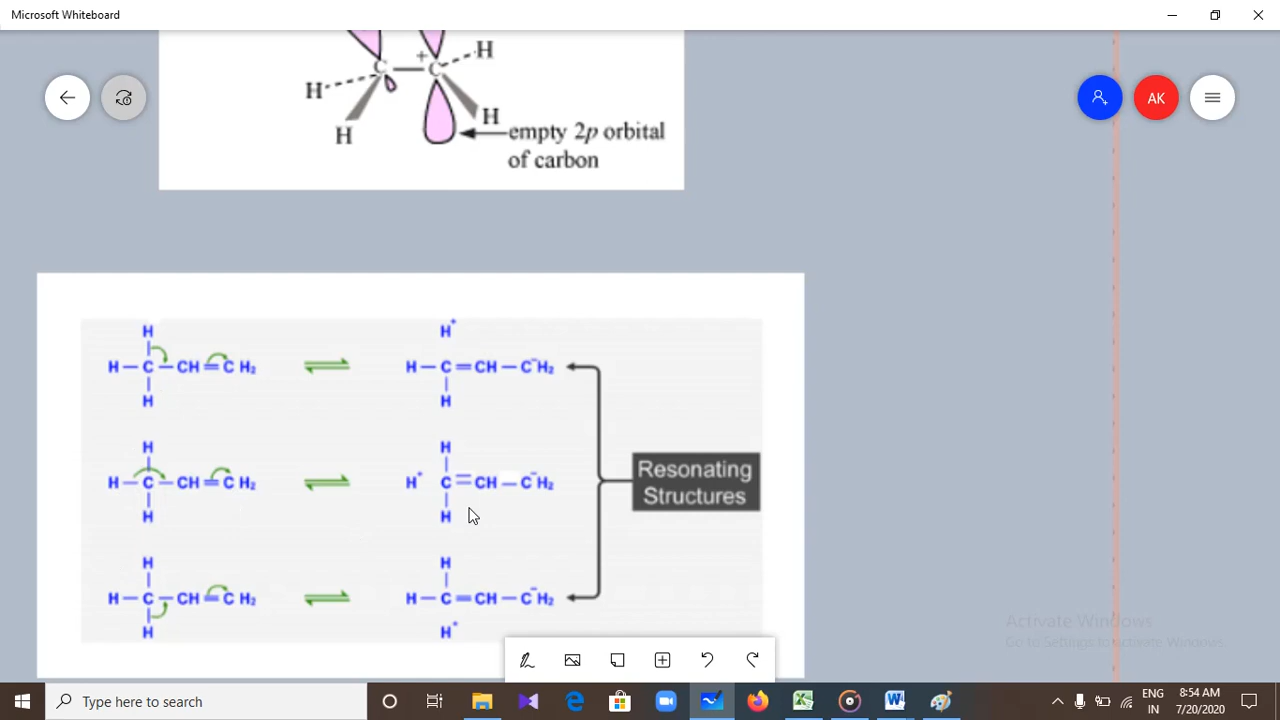 Microsoft Whiteboard
C — C
+
H
H
H
H
empty 2p orbital
of carbon
AK
H
H — C — CH = C H₂
H
H⁺
H — C = CH — C⁻H₂
H
H
H — C — CH = C H₂
H
H
H⁺ C = CH — C⁻H₂
H
Resonating
Structures
H
H — C — CH = C H₂
H
H
H — C = CH — C⁻H₂
H⁺
Activate Windows
Go to Settings to activate Windows.
Type here to search
ENG
IN
8:54 AM
7/20/2020